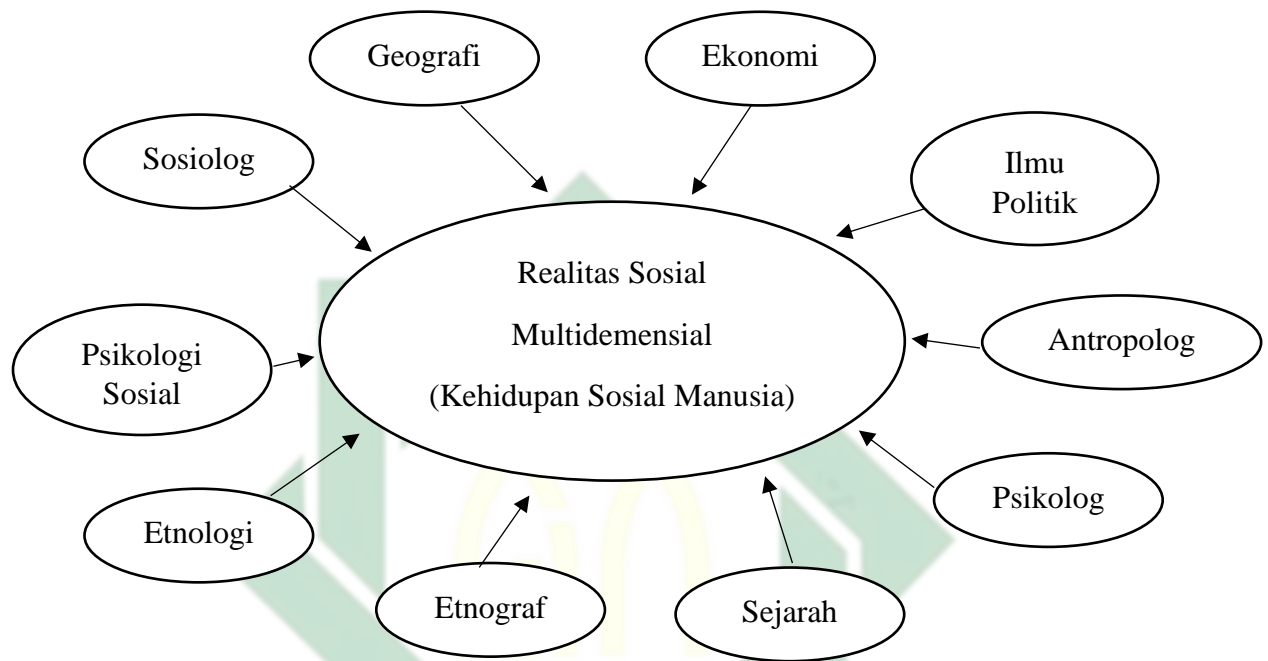 Geografi
Ekonomi
Sosiolog
Ilmu
Politik
Realitas Sosial
Multidemensial
(Kehidupan Sosial Manusia)
Psikologi
Sosial
Antropolog
Etnologi
Psikolog
Etnograf
Sejarah